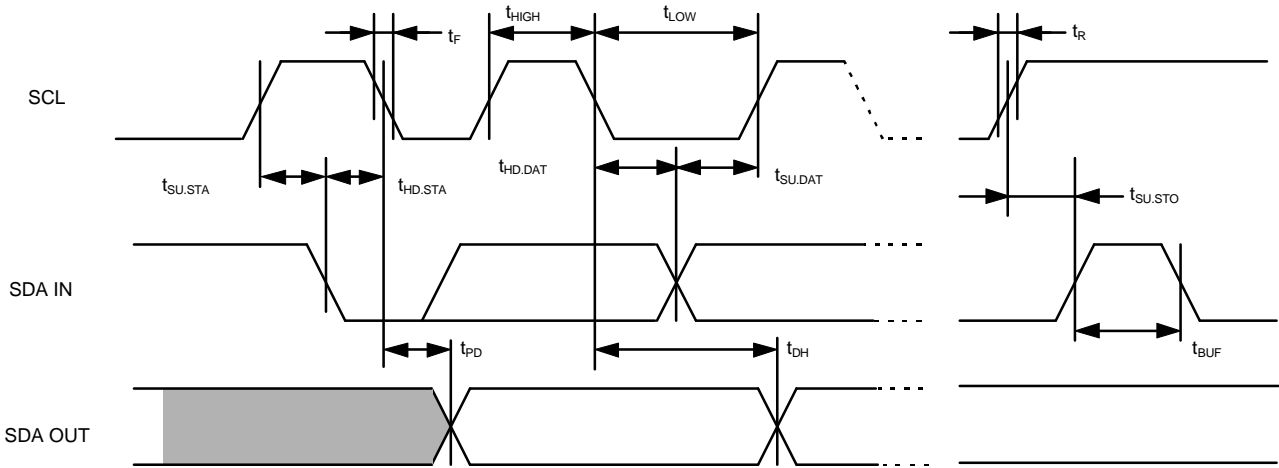 tHIGH
tLOW
tF
tR
SCL
tSU.STA
tHD.STA
tHD.DAT
tSU.DAT
tSU.STO
SDA IN
tPD
tDH
tBUF
SDA OUT